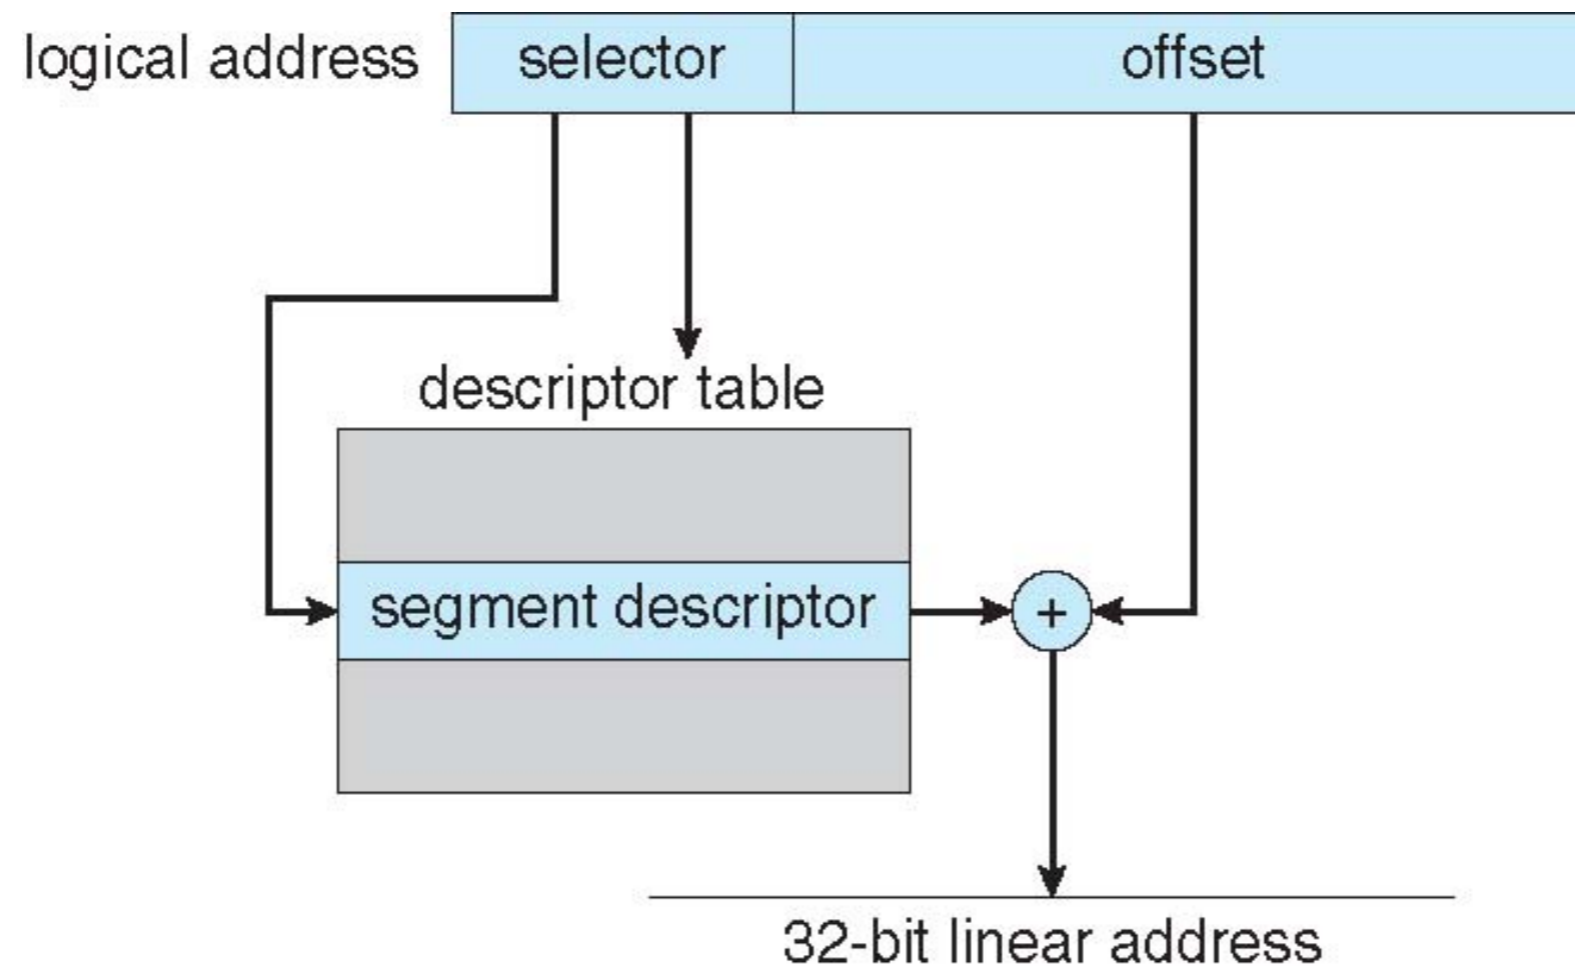 logical address selector offset
descriptor table
segment descriptor +
32-bit linear address